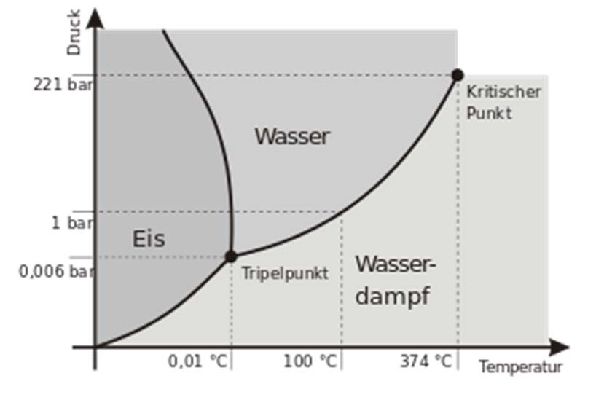 Druck
221 bar
Kritischer
Punkt
Wasser
1 bar
Eis
0,006 bar
Tripelpunkt
Wasser-
dampf
0,01 °C
100 °C
374 °C
Temperatur